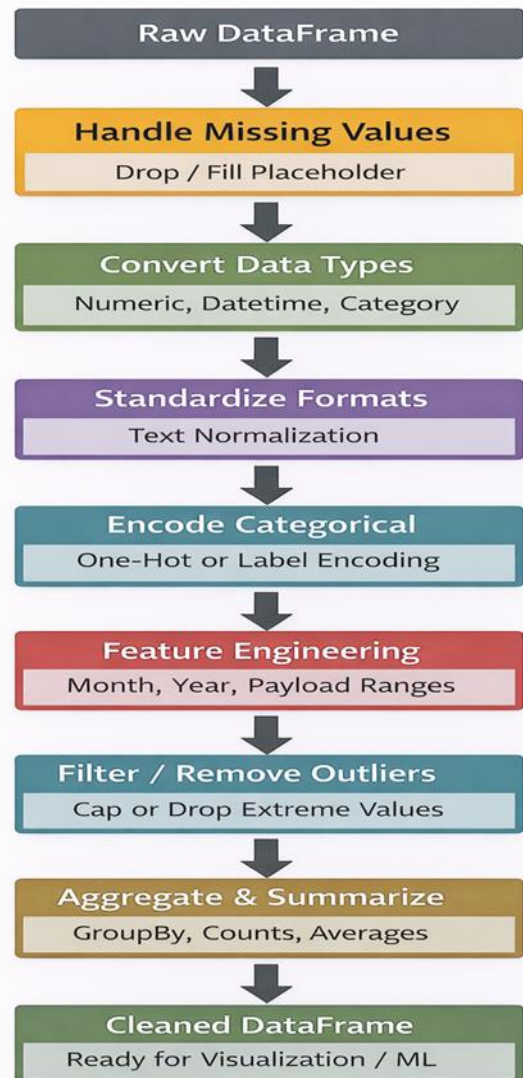 Raw DataFrame
Handle Missing Values
Drop / Fill Placeholder
Convert Data Types
Numeric, Datetime, Category
Standardize Formats
Text Normalization
Encode Categorical
One-Hot or Label Encoding
Feature Engineering
Month, Year, Payload Ranges
Filter / Remove Outliers
Cap or Drop Extreme Values
Aggregate & Summarize
GroupBy, Counts, Averages
Cleaned DataFrame
Ready for Visualization / ML